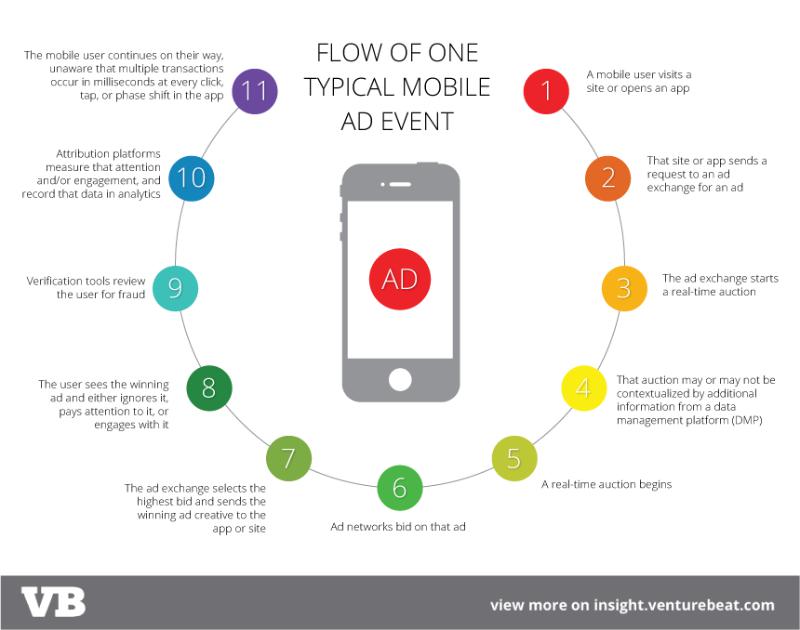 FLOW OF ONE
TYPICAL MOBILE
AD EVENT
1
A mobile user visits a
site or opens an app
2
That site or app sends a
request to an ad
exchange for an ad
3
The ad exchange starts
a real-time auction
4
That auction may or may not be
contextualized by additional
information from a data
management platform (DMP)
5
A real-time auction begins
6
Ad networks bid on that ad
7
The ad exchange selects the
highest bid and sends the
winning ad creative to the
app or site
8
The user sees the winning
ad and either ignores it,
pays attention to it, or
engages with it
9
Verification tools review
the user for fraud
10
Attribution platforms
measure that attention
and/or engagement, and
record that data in analytics
11
The mobile user continues on their way,
unaware that multiple transactions
occur in milliseconds at every click,
tap, or phase shift in the app
AD
VB
view more on insight.venturebeat.com